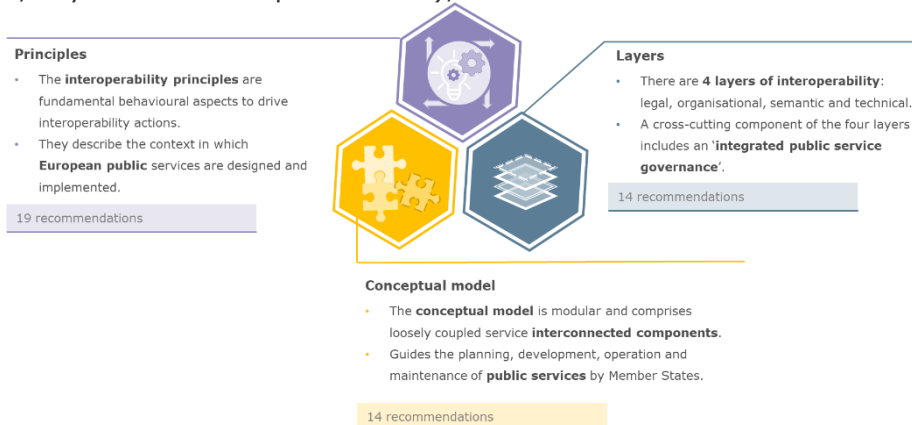 Principles
• The interoperability principles are
fundamental behavioural aspects to drive
interoperability actions.
• They describe the context in which
European public services are designed and
implemented.
19 recommendations
Layers
• There are 4 layers of interoperability:
legal, organisational, semantic and technical.
• A cross-cutting component of the four layers
includes an ‘integrated public service
governance’.
14 recommendations
Conceptual model
• The conceptual model is modular and comprises
loosely coupled service interconnected components.
• Guides the planning, development, operation and
maintenance of public services by Member States.
14 recommendations